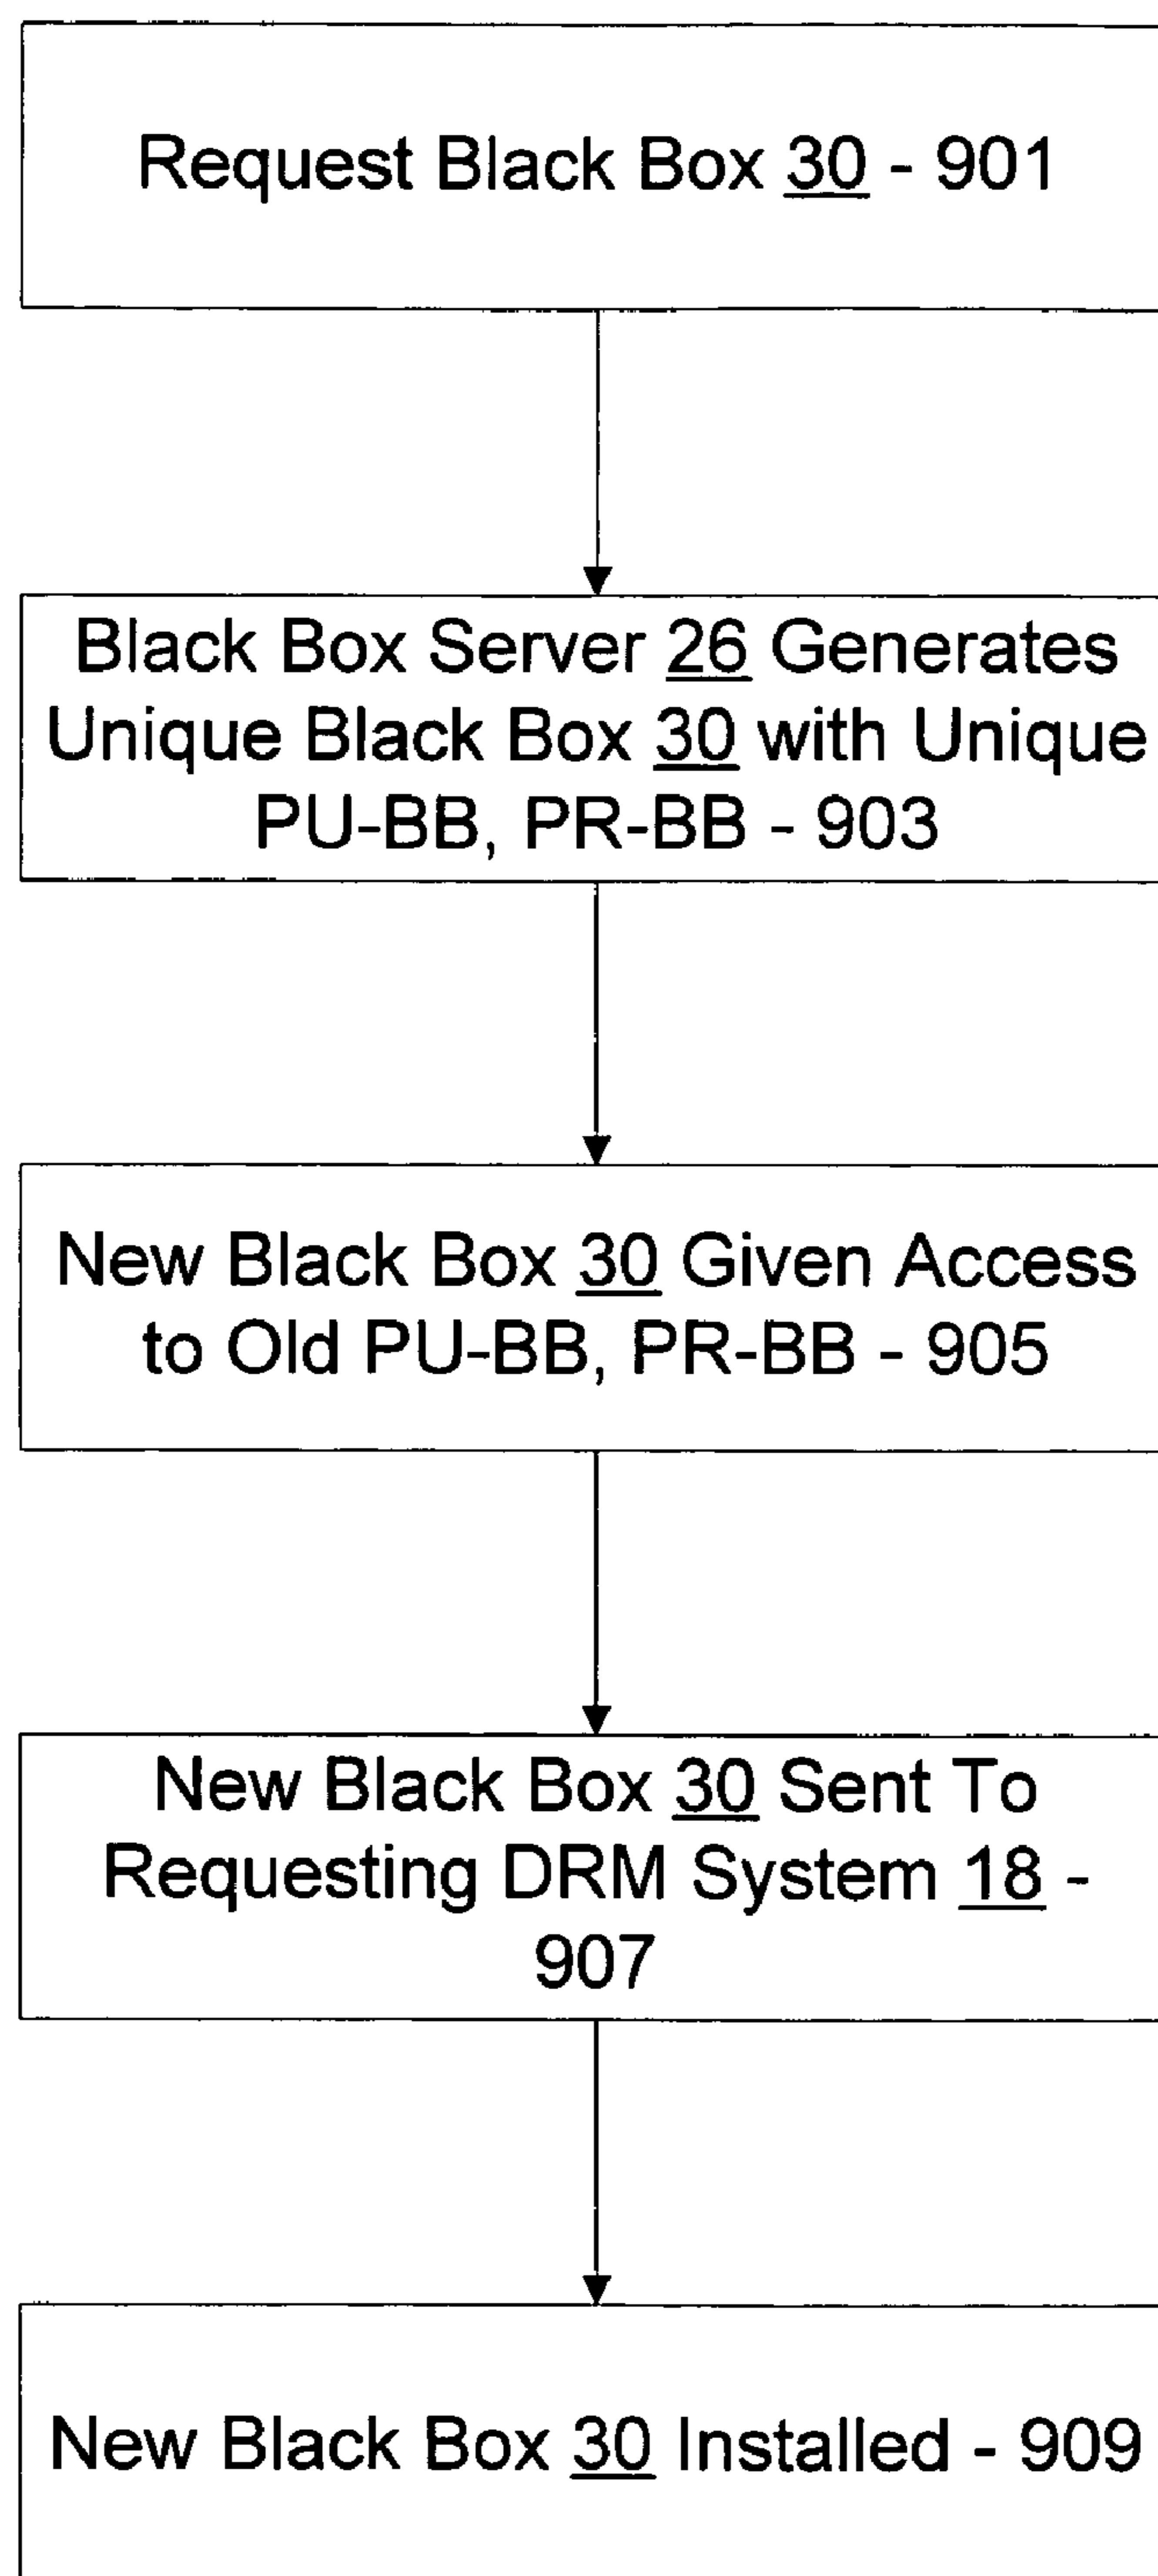 Request Black Box 30 - 901
Black Box Server 26 Generates
Unique Black Box 30 with Unique
PU-BB, PR-BB - 903
New Black Box 30 Given Access
to Old PU-BB, PR-BB - 905
New Black Box 30 Sent To
Requesting DRM System 18 -
907
New Black Box 30 Installed - 909